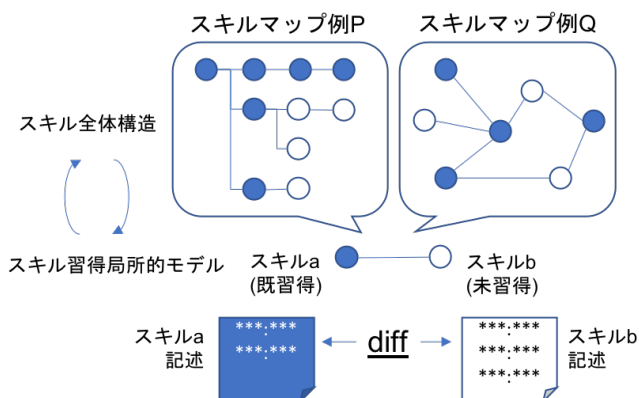 スキルマップ例P
スキルマップ例Q
スキル全体構造
スキル習得局所的モデル
スキルa
(既習得)
スキルb
(未習得)
スキルa
記述
***:***
***:***
diff
***:***
***:***
***:***
スキルb
記述